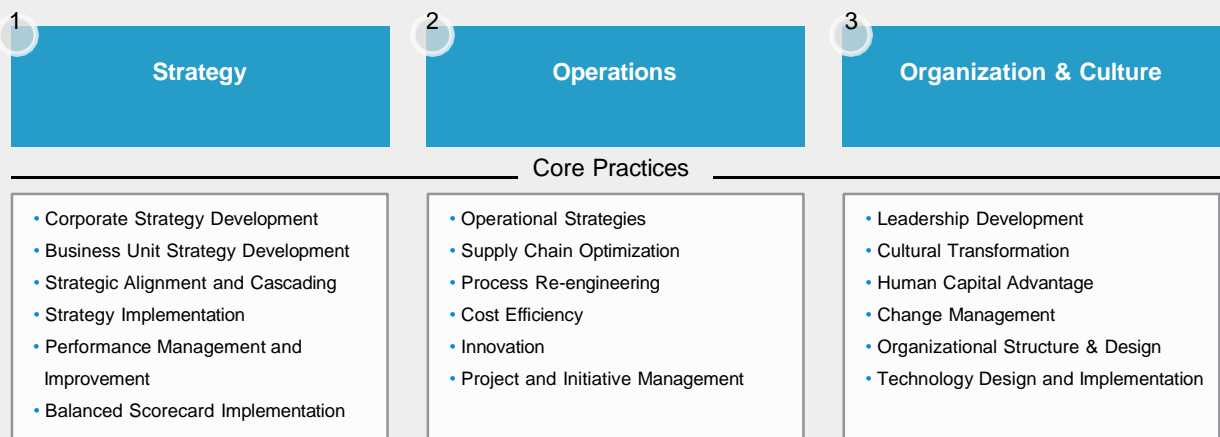 1
Strategy
2
Operations
3
Organization & Culture
Core Practices
• Corporate Strategy Development
• Business Unit Strategy Development
• Strategic Alignment and Cascading
• Strategy Implementation
• Performance Management and
Improvement
• Balanced Scorecard Implementation
• Operational Strategies
• Supply Chain Optimization
• Process Re-engineering
• Cost Efficiency
• Innovation
• Project and Initiative Management
• Leadership Development
• Cultural Transformation
• Human Capital Advantage
• Change Management
• Organizational Structure & Design
• Technology Design and Implementation